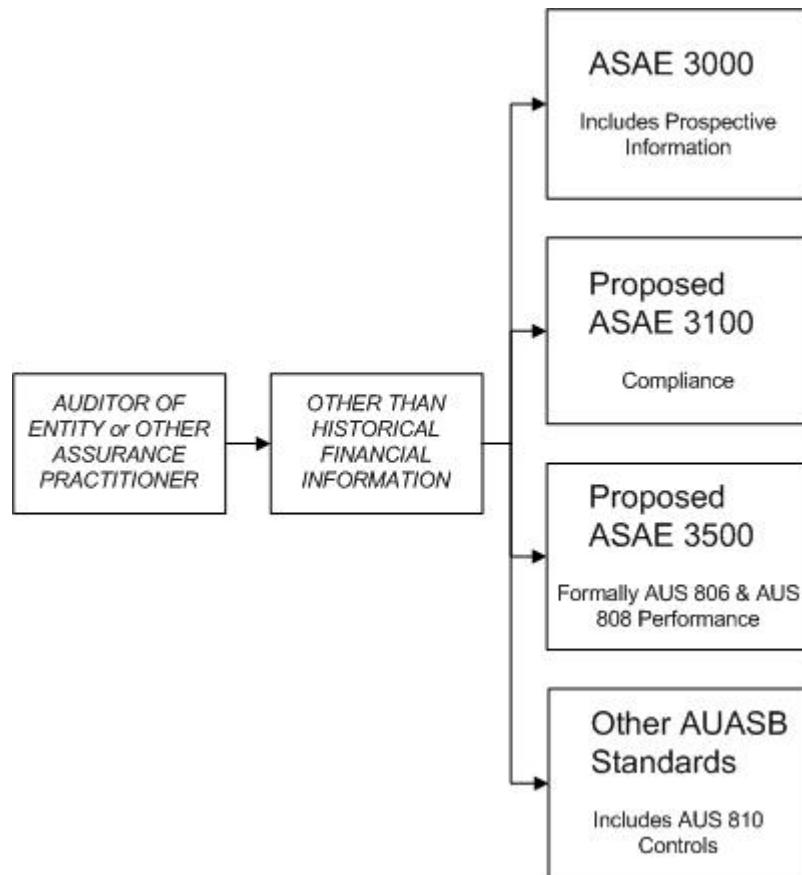 ASAE 3000
Includes Prospective
Information
Proposed
ASAE 3100
Compliance
AUDITOR OF
ENTITY or OTHER
ASSURANCE
PRACTITIONER
OTHER THAN
HISTORICAL
FINANCIAL
INFORMATION
Proposed
ASAE 3500
Formally AUS 806 & AUS
808 Performance
Other AUASB
Standards
Includes AUS 810
Controls